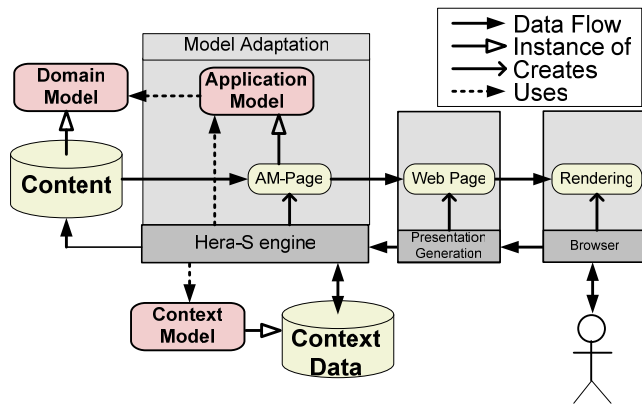 Model Adaptation
Data Flow
Instance of
Creates
Uses
Domain
Model
Application
Model
Content
AM-Page
Web Page
Rendering
Hera-S engine
Presentation
Generation
Browser
Context
Model
Context
Data